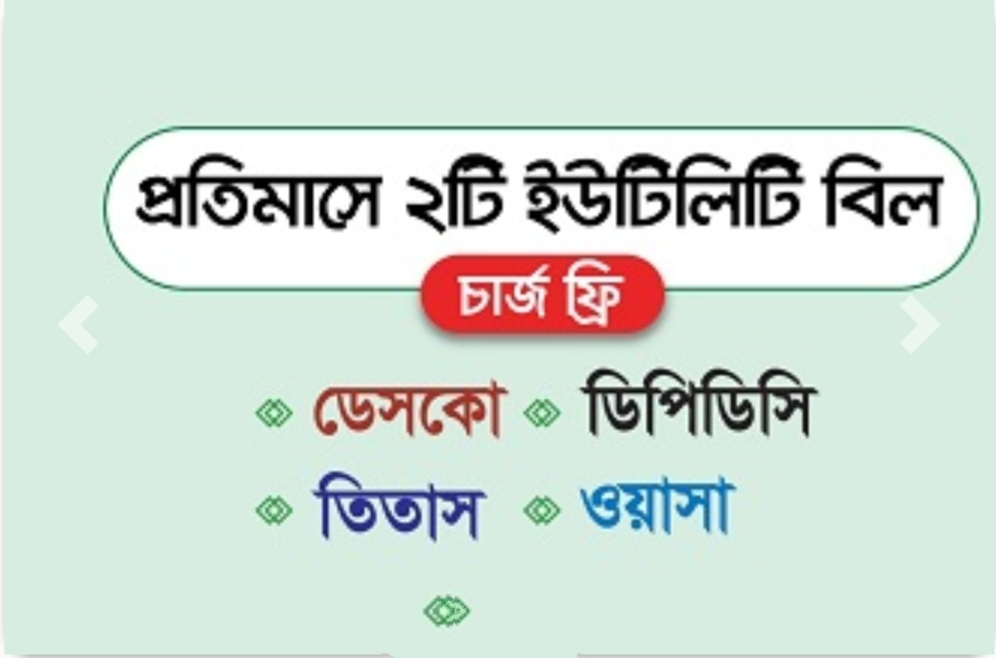 প্রতিমাসে ২টি ইউটিলিটি বিল
চার্জ ফ্রি
ডেসকো ডিপিডিসি
তিতাস ওয়াসা